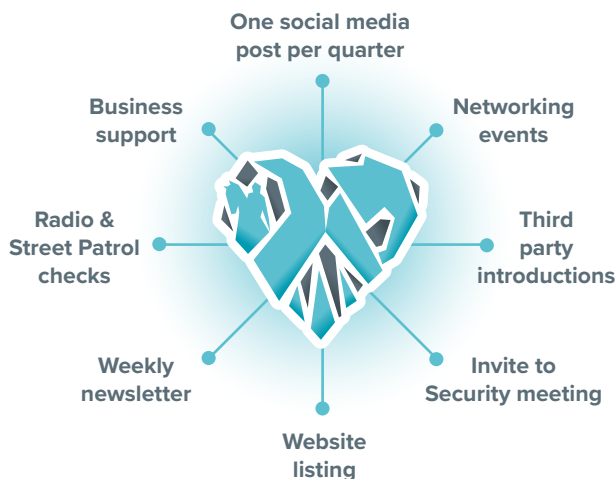 One social media
post per quarter
Business
support
Networking
events
Radio &
Street Patrol
checks
Third
party
introductions
Weekly
newsletter
Invite to
Security meeting
Website
listing